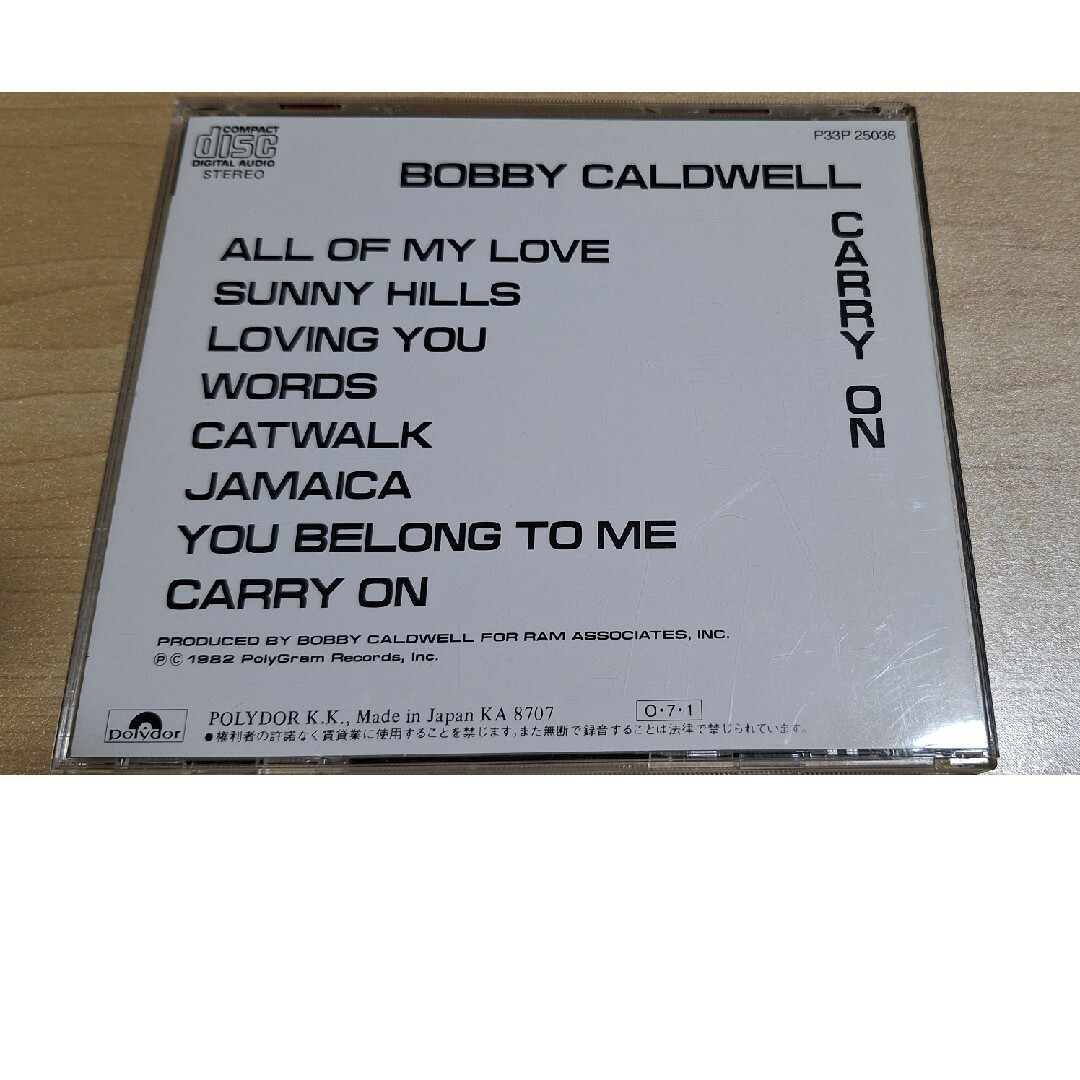 COMPACT
disc
DIGITAL AUDIO
STEREO
P33P 25036
BOBBY CALDWELL
CARRY ON
ALL OF MY LOVE
SUNNY HILLS
LOVING YOU
WORDS
CATWALK
JAMAICA
YOU BELONG TO ME
CARRY ON
PRODUCED BY BOBBY CALDWELL FOR RAM ASSOCIATES, INC.
Ⓟ Ⓒ 1982 PolyGram Records, Inc.
polydor
POLYDOR K.K., Made in Japan KA 8707
O・7・1
●権利者の許諾なく賃貸業に使用することを禁じます。また無断で録音することは法律で禁じられています。